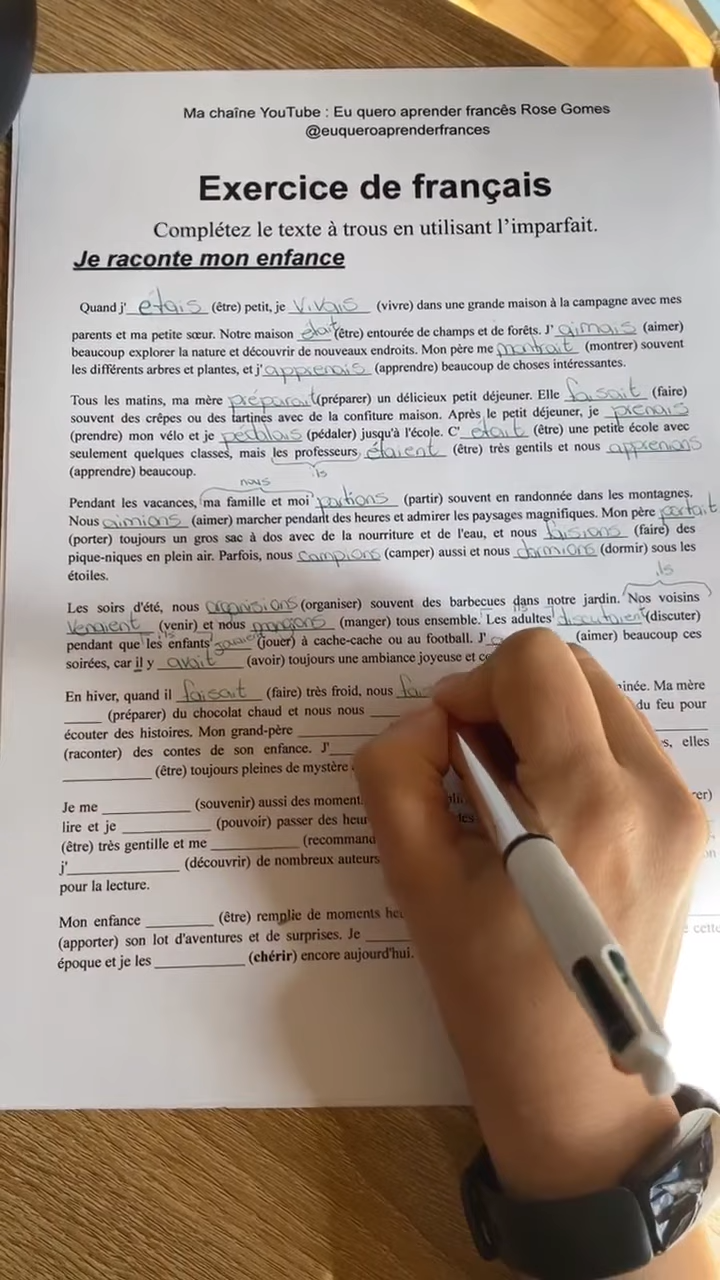 Ma chaîne YouTube : Eu quero aprender francês Rose Gomes
@euqueroaprenderfrances
Exercice de français
Complétez le texte à trous en utilisant l'imparfait.
Je raconte mon enfance
Quand j' étais (être) petit, je vivais (vivre) dans une grande maison à la campagne avec mes
parents et ma petite sœur. Notre maison était (être) entourée de champs et de forêts. J' aimais (aimer)
beaucoup explorer la nature et découvrir de nouveaux endroits. Mon père me montrait (montrer) souvent
les différents arbres et plantes, et j' apprenais (apprendre) beaucoup de choses intéressantes.
Tous les matins, ma mère préparait (préparer) un délicieux petit déjeuner. Elle faisait (faire)
souvent des crêpes ou des tartines avec de la confiture maison. Après le petit déjeuner, je prenais
(prendre) mon vélo et je pédalais (pédaler) jusqu'à l'école. C' était (être) une petite école avec
seulement quelques classes, mais les professeurs étaient (être) très gentils et nous apprenions
(apprendre) beaucoup. ils
nous
Pendant les vacances, ma famille et moi partions (partir) souvent en randonnée dans les montagnes.
Nous aimions (aimer) marcher pendant des heures et admirer les paysages magnifiques. Mon père portait
(porter) toujours un gros sac à dos avec de la nourriture et de l'eau, et nous faisions (faire) des
pique-niques en plein air. Parfois, nous campions (camper) aussi et nous dormions (dormir) sous les
étoiles.
ils
Les soirs d'été, nous organisions (organiser) souvent des barbecues dans notre jardin. Nos voisins
ils
venaient (venir) et nous mangions (manger) tous ensemble. Les adultes discutaient (discuter)
ils
pendant que les enfants jouaient (jouer) à cache-cache ou au football. J' (aimer) beaucoup ces
soirées, car il y avait (avoir) toujours une ambiance joyeuse et
En hiver, quand il faisait (faire) très froid, nous Ma mère
(préparer) du chocolat chaud et nous nous du feu pour
écouter des histoires. Mon grand-père
(raconter) des contes de son enfance. J' elles
(être) toujours pleines de mystère
Je me (souvenir) aussi des
lire et je (pouvoir) passer des
(être) très gentille et me
j' (découvrir) de nombreux auteurs
pour la lecture.
Mon enfance (être) remplie de moments
(apporter) son lot d'aventures et de surprises. Je cette
époque et je les (chérir) encore aujourd'hui.